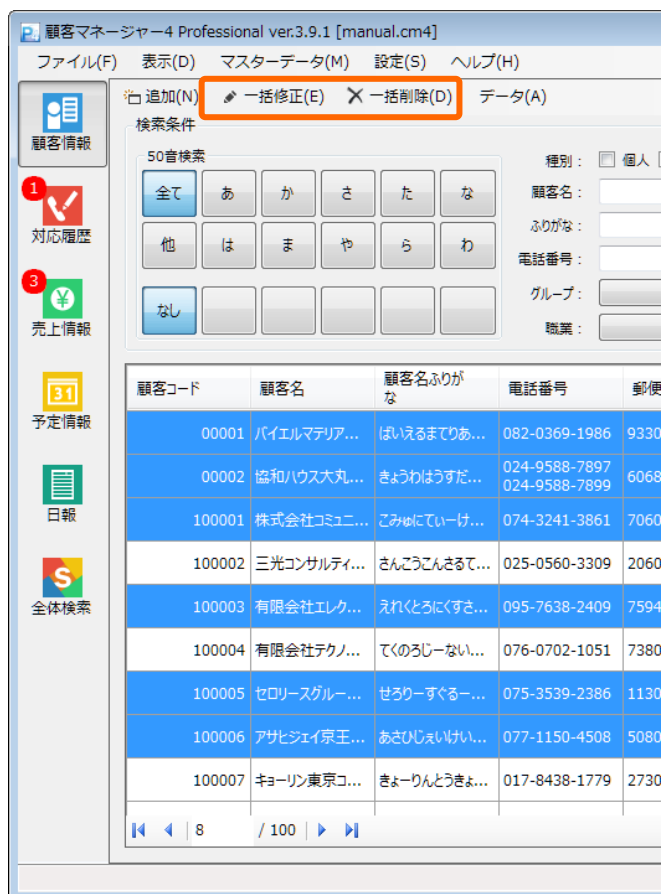 顧客マネージャー4 Professional ver.3.9.1 [manual.cm4]
ファイル(F) 表示(D) マスターデータ(M) 設定(S) ヘルプ(H)
追加(N) 一括修正(E) 一括削除(D) データ(A)
顧客情報
1
対応履歴
3
売上情報
31
予定情報
日報
S
全体検索
検索条件
50音検索
全て あ か さ た な
他 は ま や ら わ
なし
種別： 個人
顧客名：
ふりがな：
電話番号：
グループ：
職業：
顧客コード 顧客名 顧客名ふりがな 電話番号 郵便
00001 バイエルマテリア... ばいえるまてりあ... 082-0369-1986 9330
00002 協和ハウス大丸... きょうわはうすだ... 024-9588-7897 6068
024-9588-7899
100001 株式会社コミュニ... こみゅにてぃーけ... 074-3241-3861 7060
100002 三光コンサルティ... さんこうこんさるて... 025-0560-3309 2060
100003 有限会社エレク... えれくとろにくすさ... 095-7638-2409 7594
100004 有限会社テクノ... てくのろじーない... 076-0702-1051 7380
100005 セロリースグルー... せろりーすぐるー... 075-3539-2386 1130
100006 アサヒジェイ京王... あさひじぇいけい... 077-1150-4508 5080
100007 キョーリン東京コ... きょーりんとうきょ... 017-8438-1779 2730
8 / 100